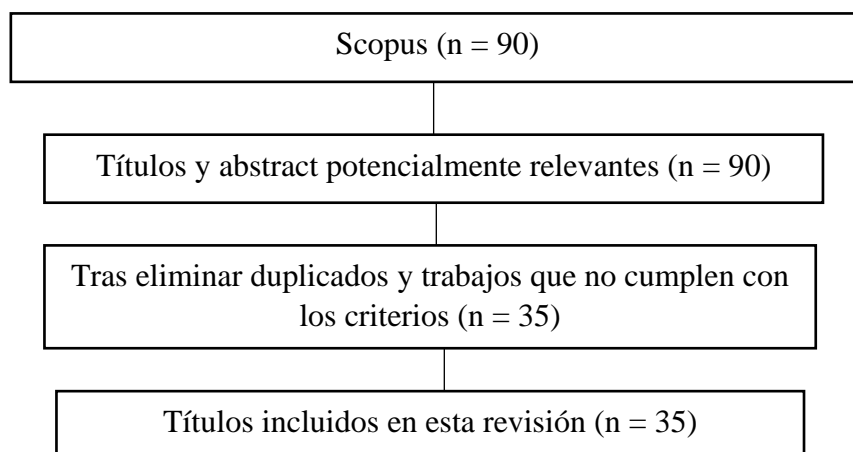 Scopus (n = 90)
Títulos y abstract potencialmente relevantes (n = 90)
Tras eliminar duplicados y trabajos que no cumplen con
los criterios (n = 35)
Títulos incluidos en esta revisión (n = 35)